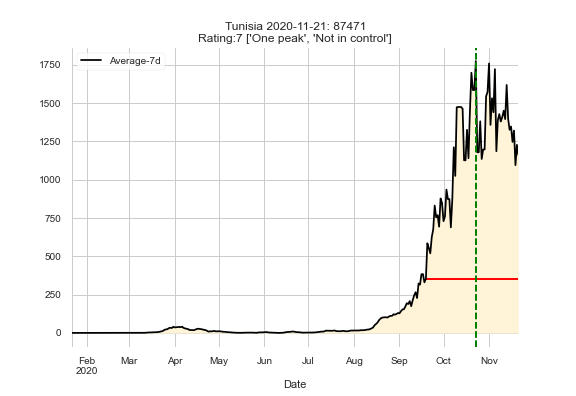 Tunisia 2020-11-21: 87471
Rating:7 ['One peak', 'Not in control']
Average-7d
1750
1500
1250
1000
750
500
250
0
Feb Mar Apr May Jun Jul Aug Sep Oct Nov
2020
Date